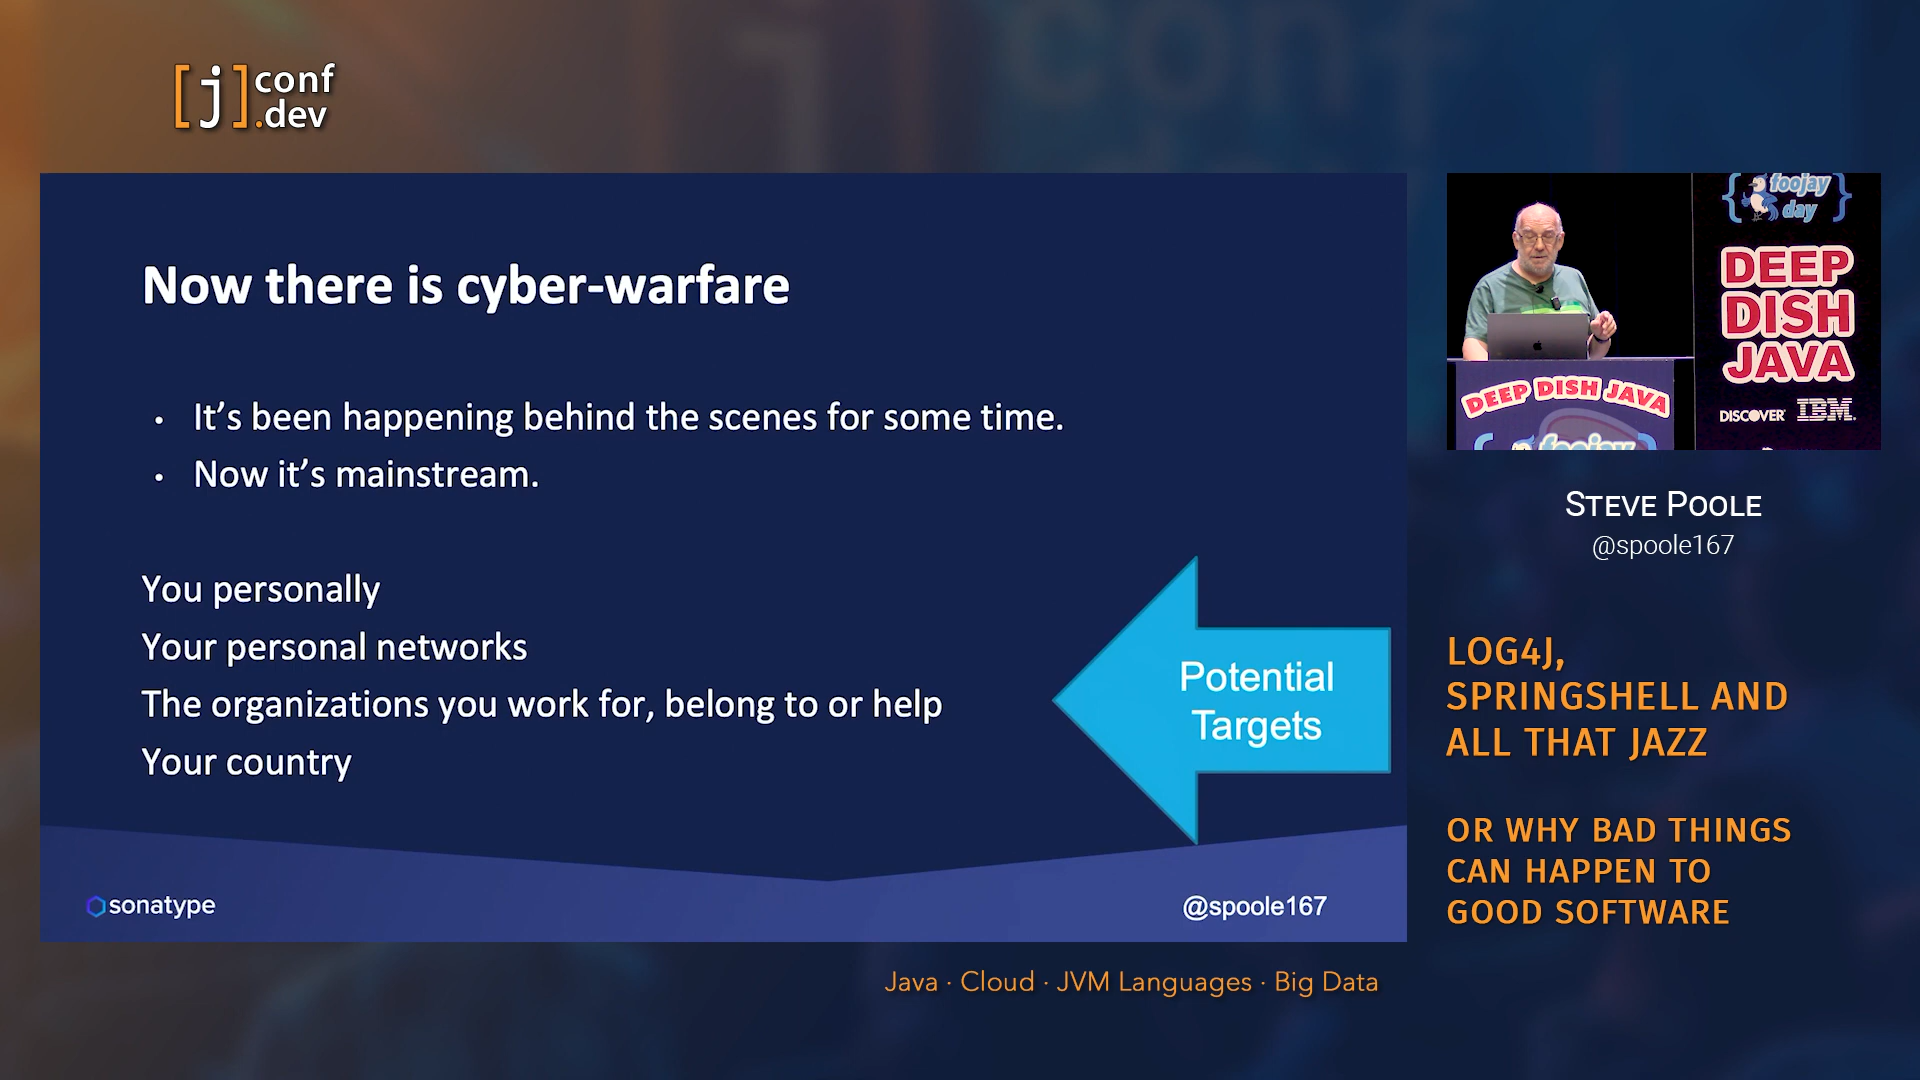 [j]conf
.dev
Now there is cyber-warfare
• It’s been happening behind the scenes for some time.
• Now it’s mainstream.
You personally
Your personal networks
The organizations you work for, belong to or help
Your country
Potential
Targets
sonatype
@spoole167
{ foojay
day }
DEEP
DISH
JAVA
DISCOVER IBM.
DEEP DISH JAVA
{ foojay
STEVE POOLE
@spoole167
LOG4J,
SPRINGSHELL AND
ALL THAT JAZZ
OR WHY BAD THINGS
CAN HAPPEN TO
GOOD SOFTWARE
Java · Cloud · JVM Languages · Big Data